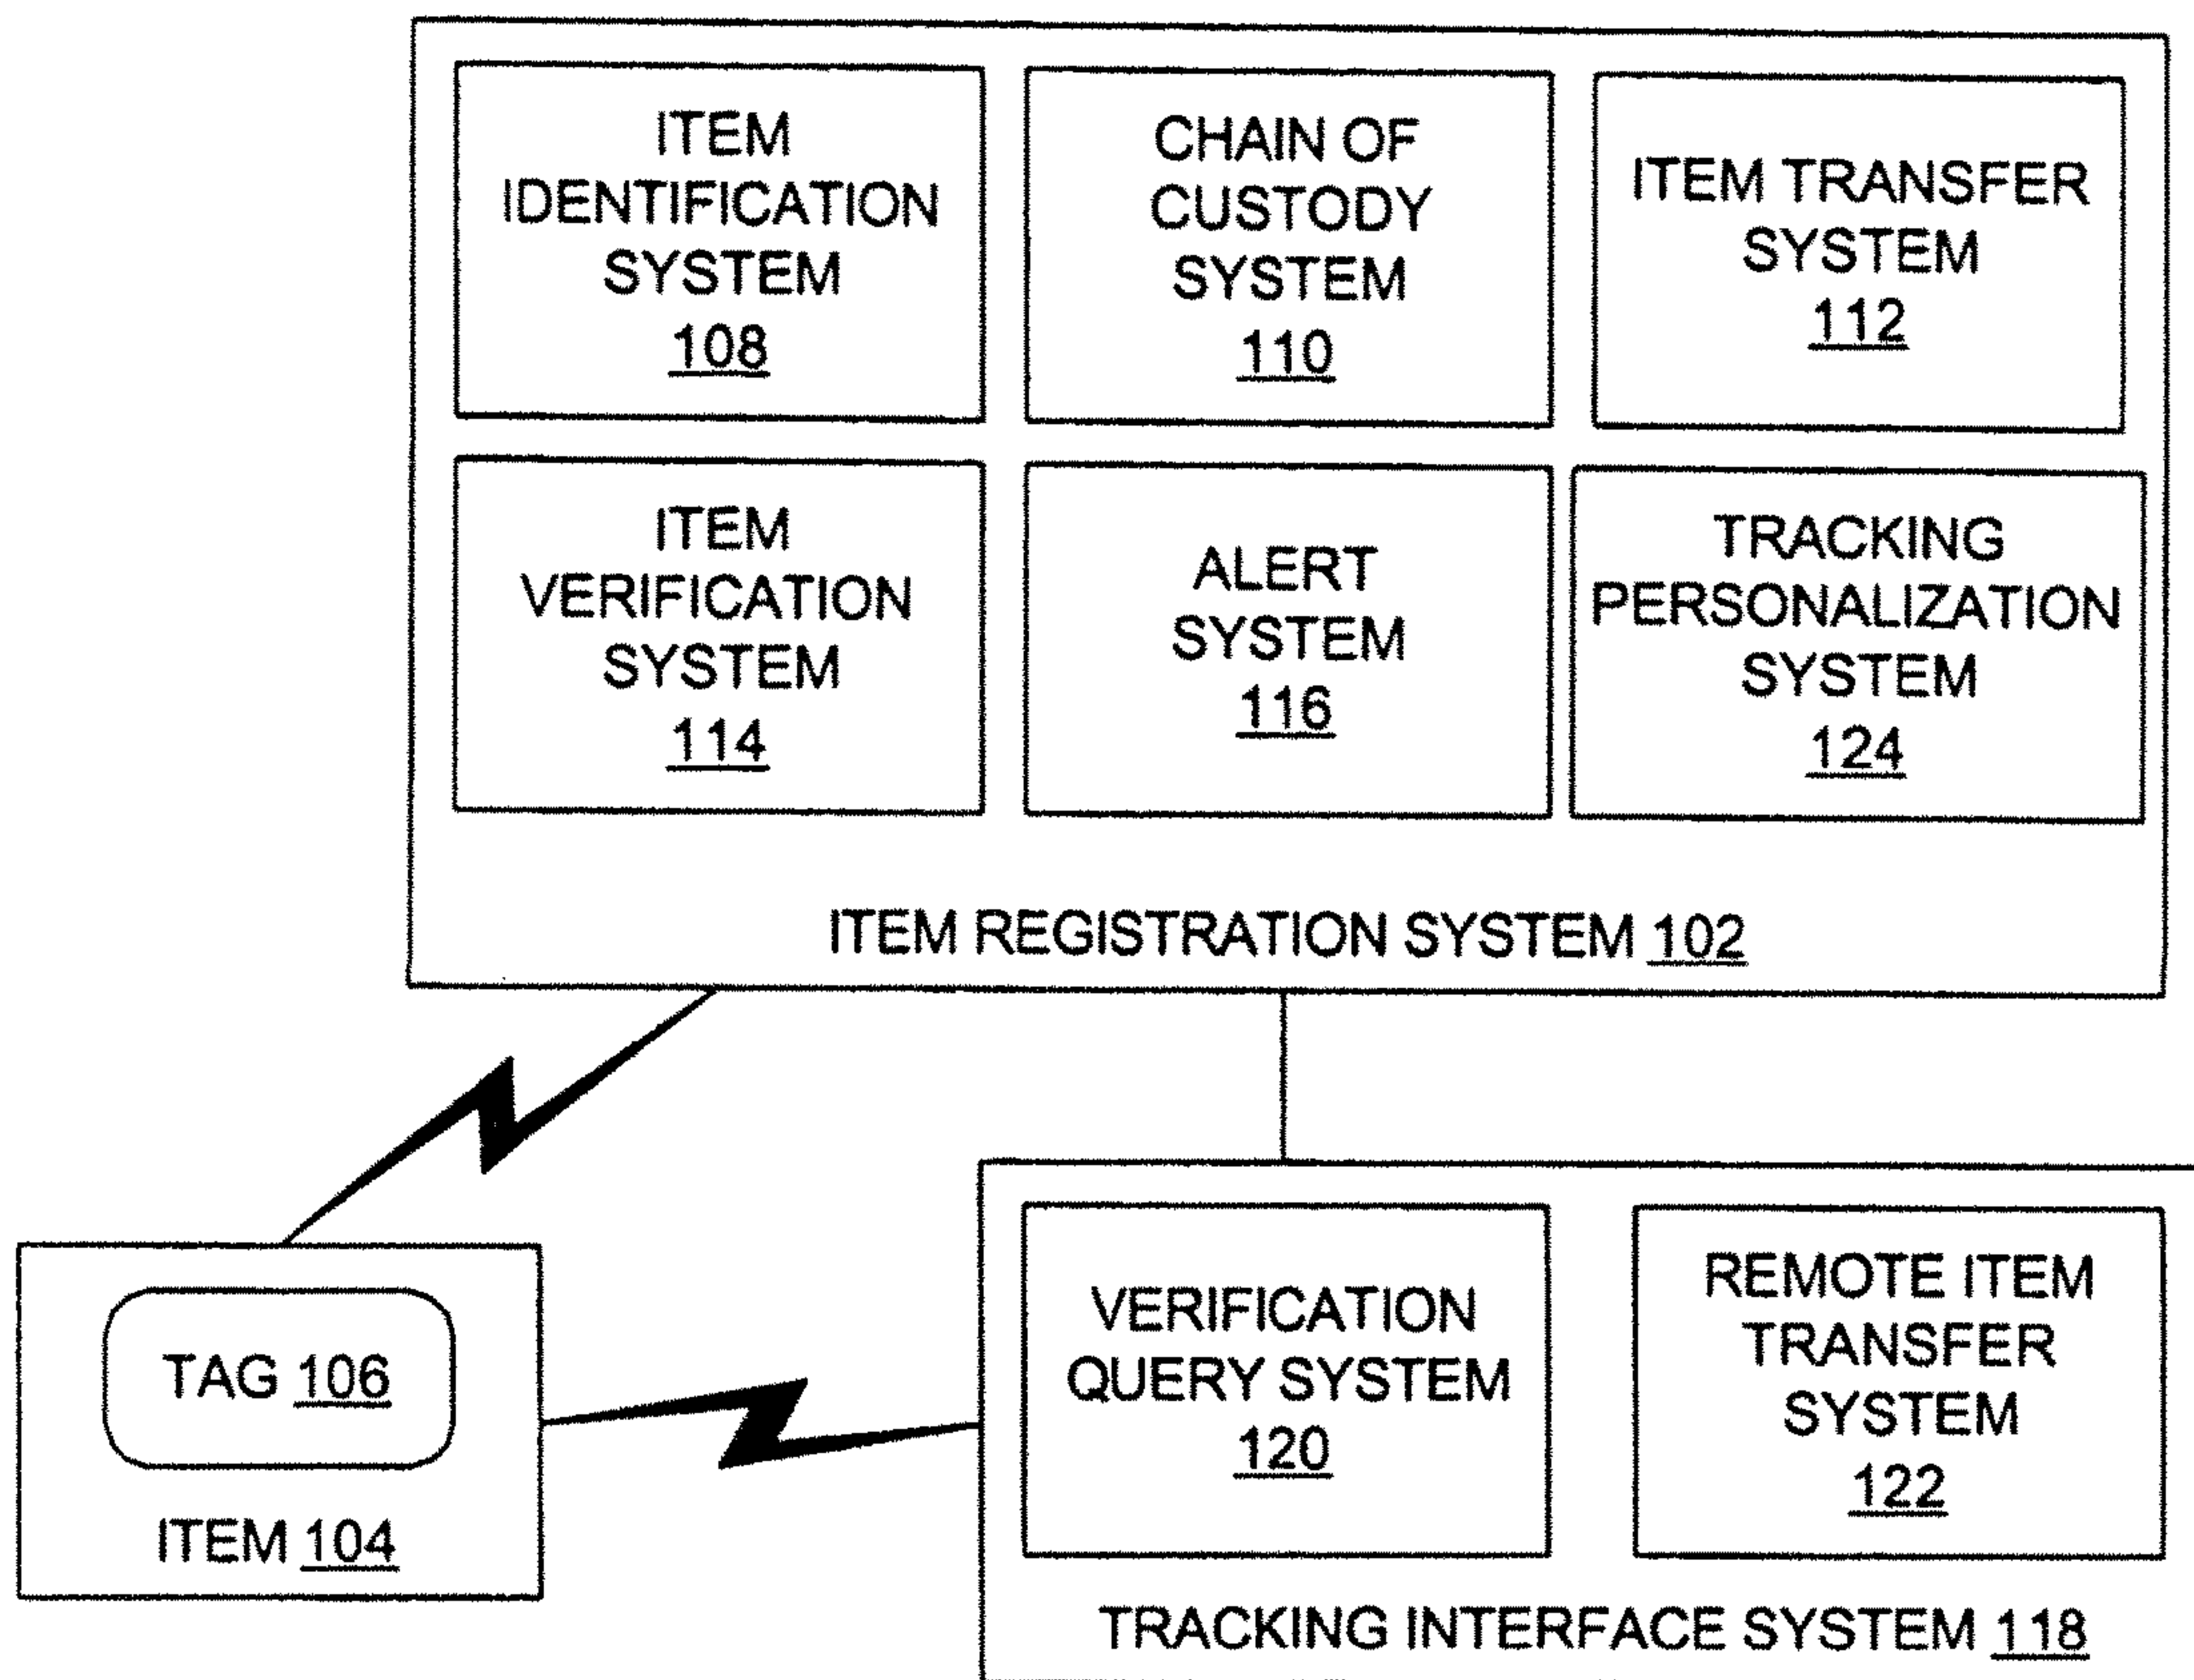 ITEM
IDENTIFICATION
SYSTEM
108
CHAIN OF
CUSTODY
SYSTEM
110
ITEM TRANSFER
SYSTEM
112
ITEM
VERIFICATION
SYSTEM
114
ALERT
SYSTEM
116
TRACKING
PERSONALIZATION
SYSTEM
124
ITEM REGISTRATION SYSTEM 102
TAG 106
ITEM 104
VERIFICATION
QUERY SYSTEM
120
REMOTE ITEM
TRANSFER
SYSTEM
122
TRACKING INTERFACE SYSTEM 118